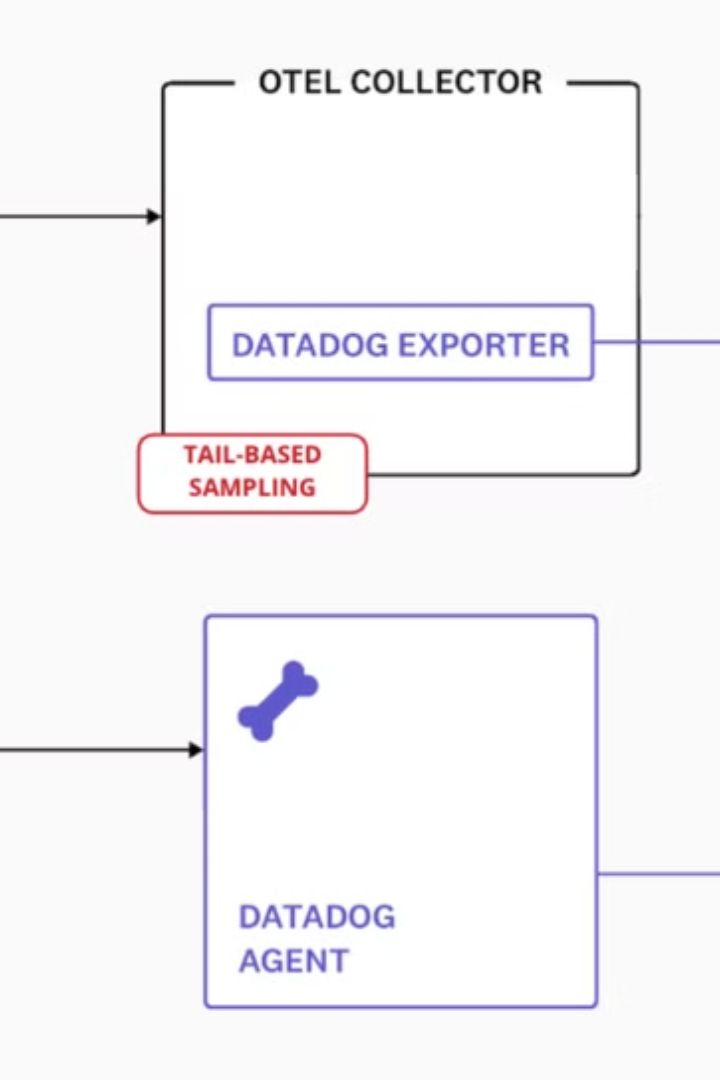 OTEL COLLECTOR
DATADOG EXPORTER
TAIL-BASED
SAMPLING
DATADOG
AGENT